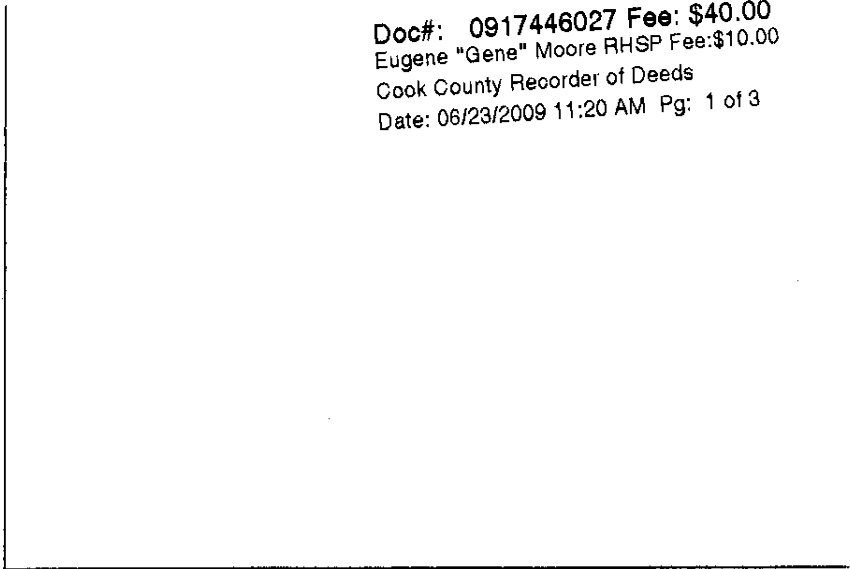 Doc#: 0917446027 Fee: $40.00
Eugene "Gene" Moore RHSP Fee:$10.00
Cook County Recorder of Deeds
Date: 06/23/2009 11:20 AM Pg: 1 of 3